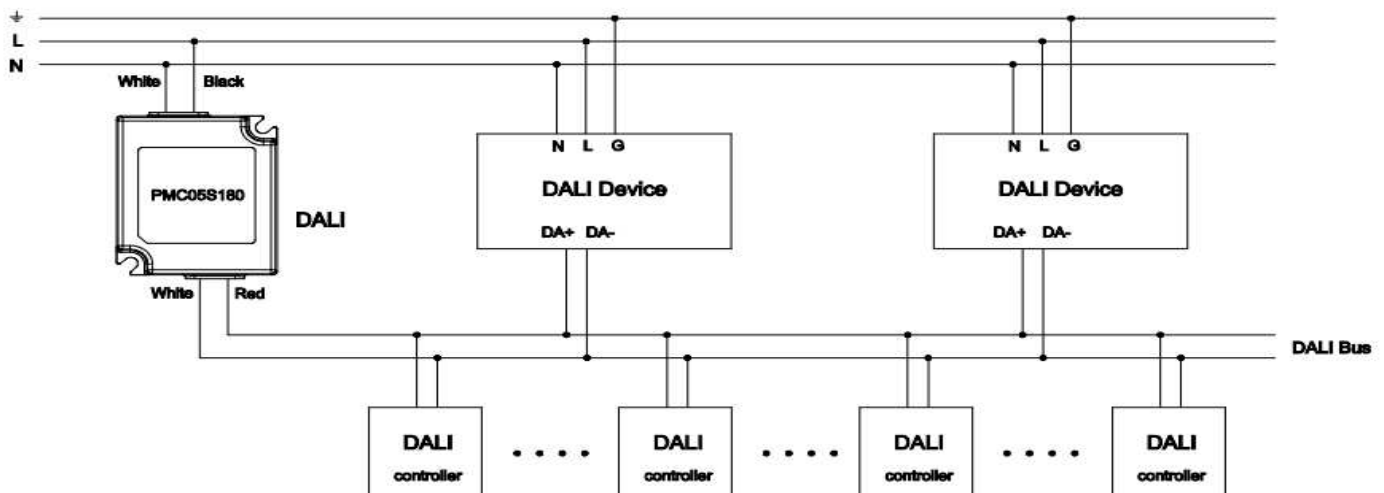 L
N
White Black
PMC05S180
DALI
White Red
N L G
DALI Device
DA+ DA-
N L G
DALI Device
DA+ DA-
DALI Bus
DALI
controller
DALI
controller
DALI
controller
DALI
controller